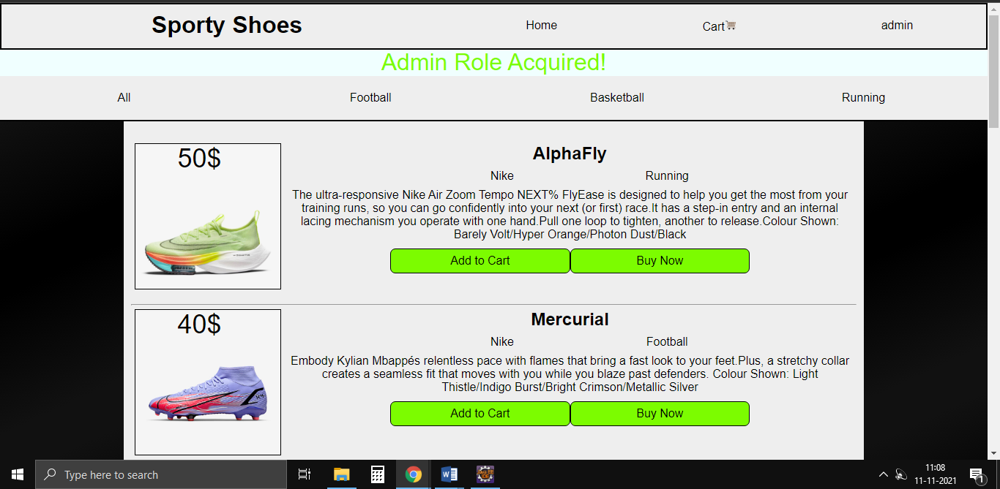 Sporty Shoes
Home
Cart
admin
Admin Role Acquired!
All
Football
Basketball
Running
50$
AlphaFly
Nike
Running
The ultra-responsive Nike Air Zoom Tempo NEXT% FlyEase is designed to help you get the most from your
training runs, so you can go confidently into your next (or first) race.It has a step-in entry and an internal
lacing mechanism you operate with one hand.Pull one loop to tighten, another to release.Colour Shown:
Barely Volt/Hyper Orange/Photon Dust/Black
Add to Cart
Buy Now
40$
Mercurial
Nike
Football
Embody Kylian Mbappés relentless pace with flames that bring a fast look to your feet.Plus, a stretchy collar
creates a seamless fit that moves with you while you blaze past defenders. Colour Shown: Light
Thistle/Indigo Burst/Bright Crimson/Metallic Silver
Add to Cart
Buy Now
Type here to search
11:08
11-11-2021
1